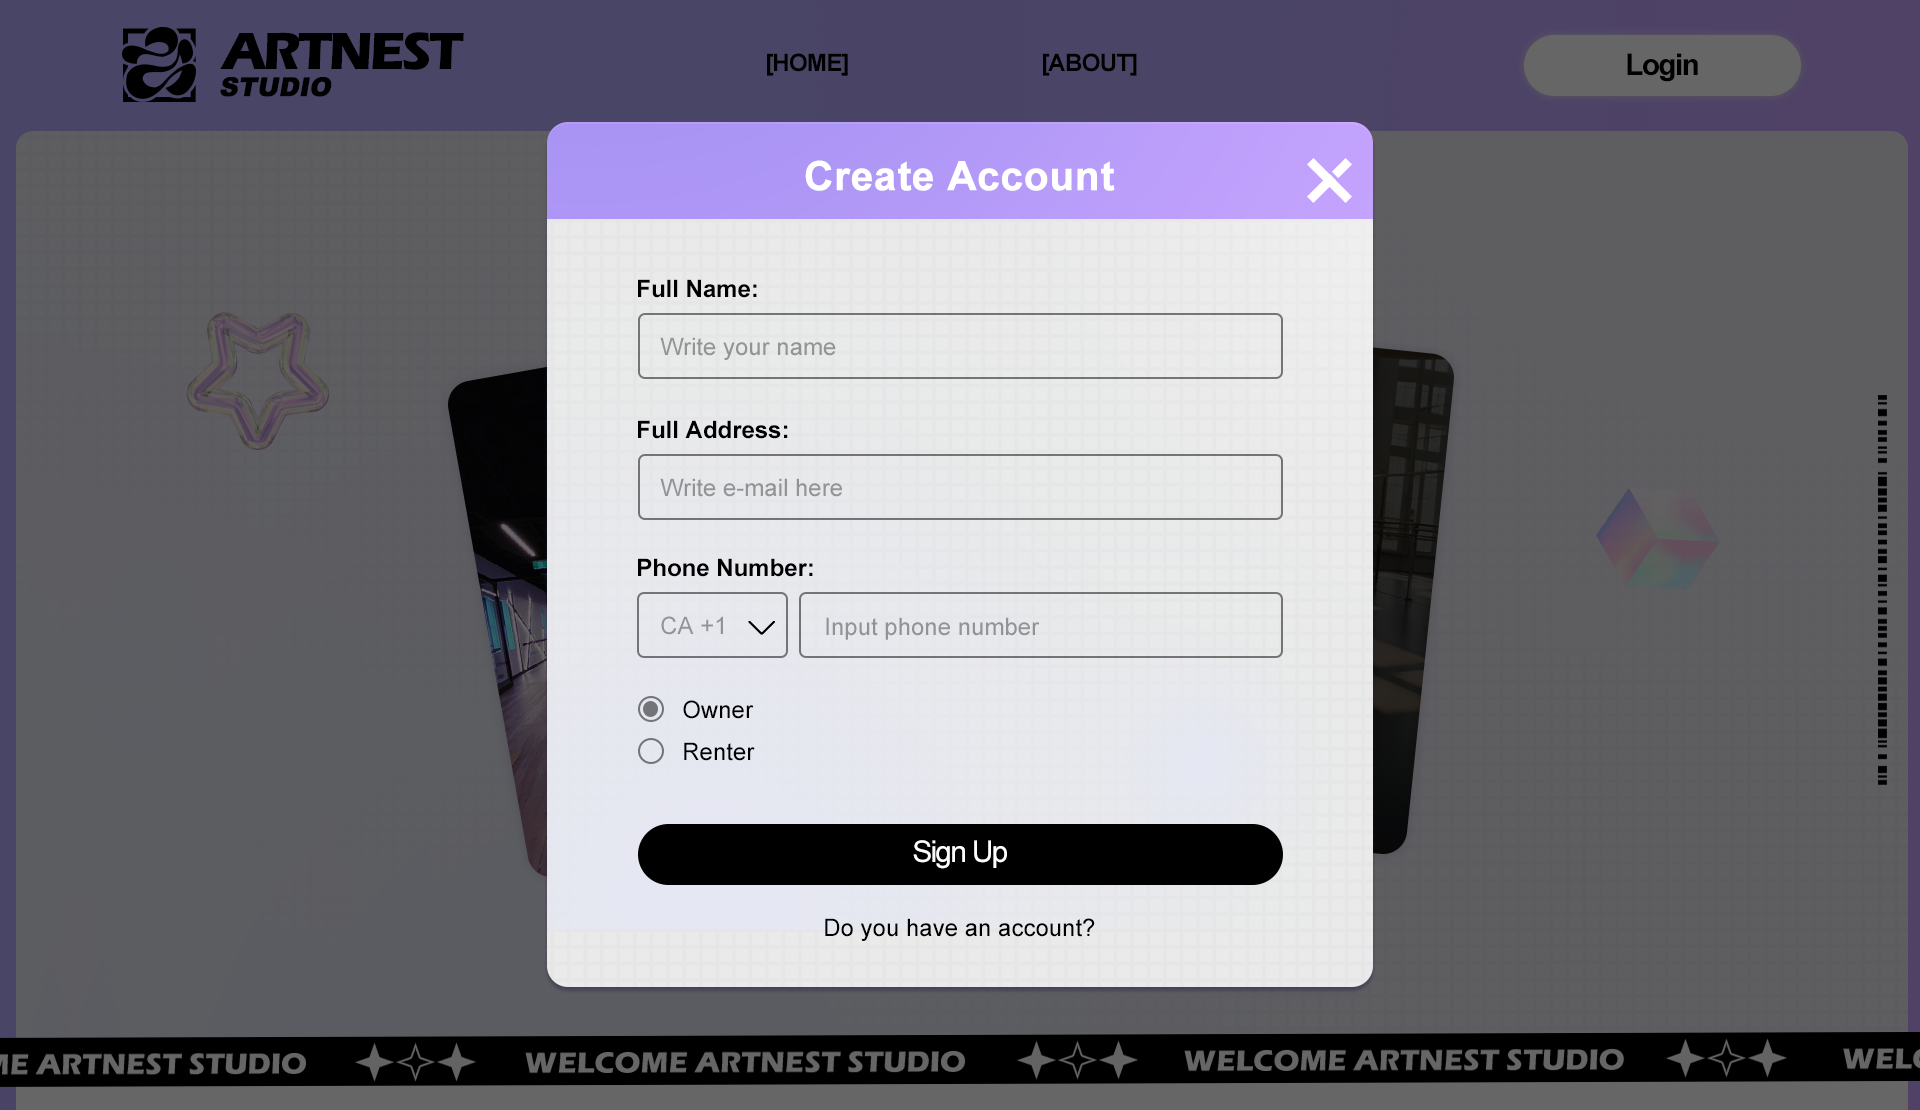 ARTNEST
STUDIO
[HOME]
[ABOUT]
Login
Create Account
Full Name:
Write your name
Full Address:
Write e-mail here
Phone Number:
CA +1
Input phone number
Owner
Renter
Sign Up
Do you have an account?
ME ARTNEST STUDIO WELCOME ARTNEST STUDIO WELCOME ARTNEST STUDIO WELC